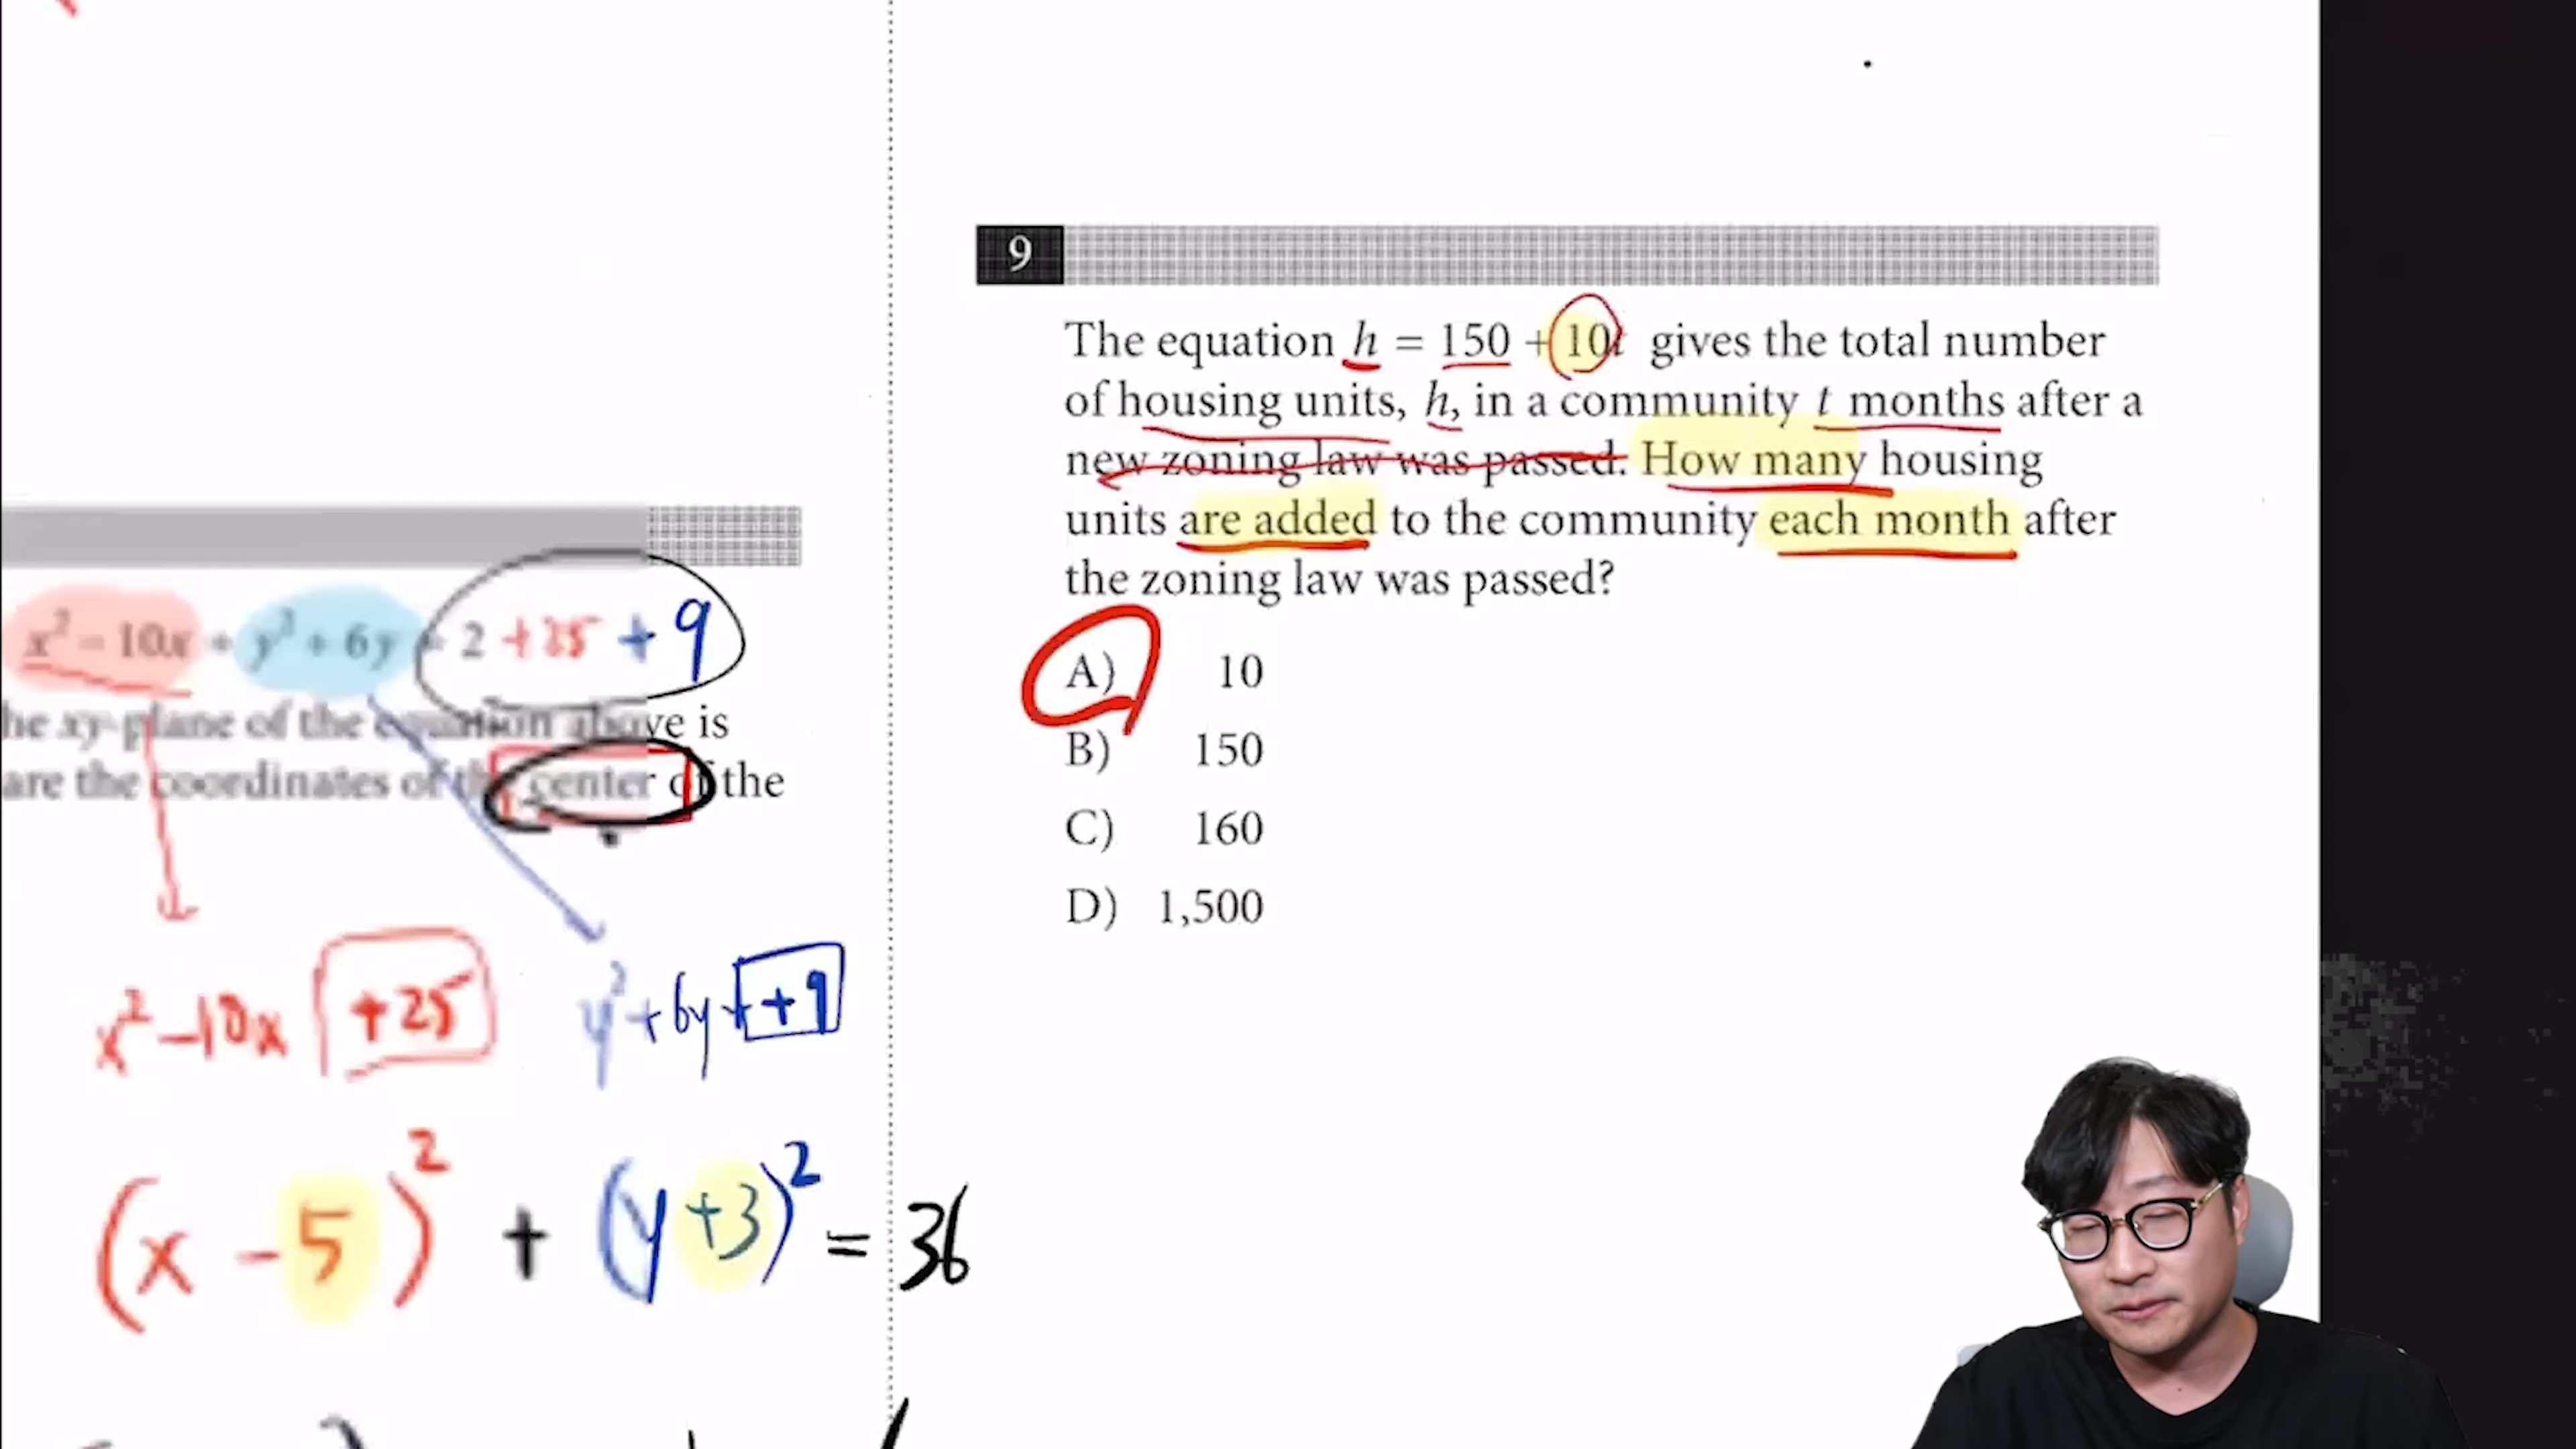 x² - 10x + y² + 6y = 2 +25 + 9
he xy-plane of the equation above is
are the coordinates of the center of the
x² -10x +25
y² + 6y + +9
(x - 5)² + (y + 3)² = 36
9
The equation h = 150 + 10t gives the total number
of housing units, h, in a community t months after a
new zoning law was passed. How many housing
units are added to the community each month after
the zoning law was passed?
A) 10
B) 150
C) 160
D) 1,500